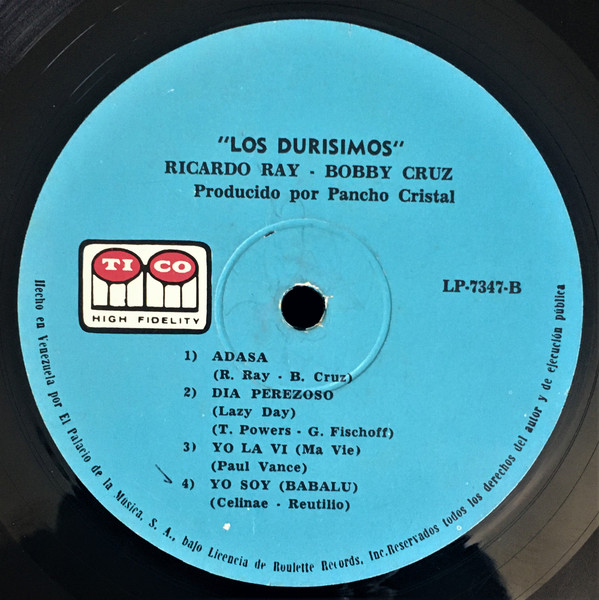 "LOS DURISIMOS"
RICARDO RAY - BOBBY CRUZ
Producido por Pancho Cristal
TICO
HIGH FIDELITY
LP-7347-B
1) ADASA
(R. Ray - B. Cruz)
2) DIA PEREZOSO
(Lazy Day)
(T. Powers - G. Fischoff)
3) YO LA VI (Ma Vie)
(Paul Vance)
4) YO SOY (BABALU)
(Celinae - Reutilio)
Hecho en Venezuela por El Palacio de la Música, S. A., bajo Licencia de Roulette Records, Inc. Reservados todos los derechos del autor y de ejecución pública